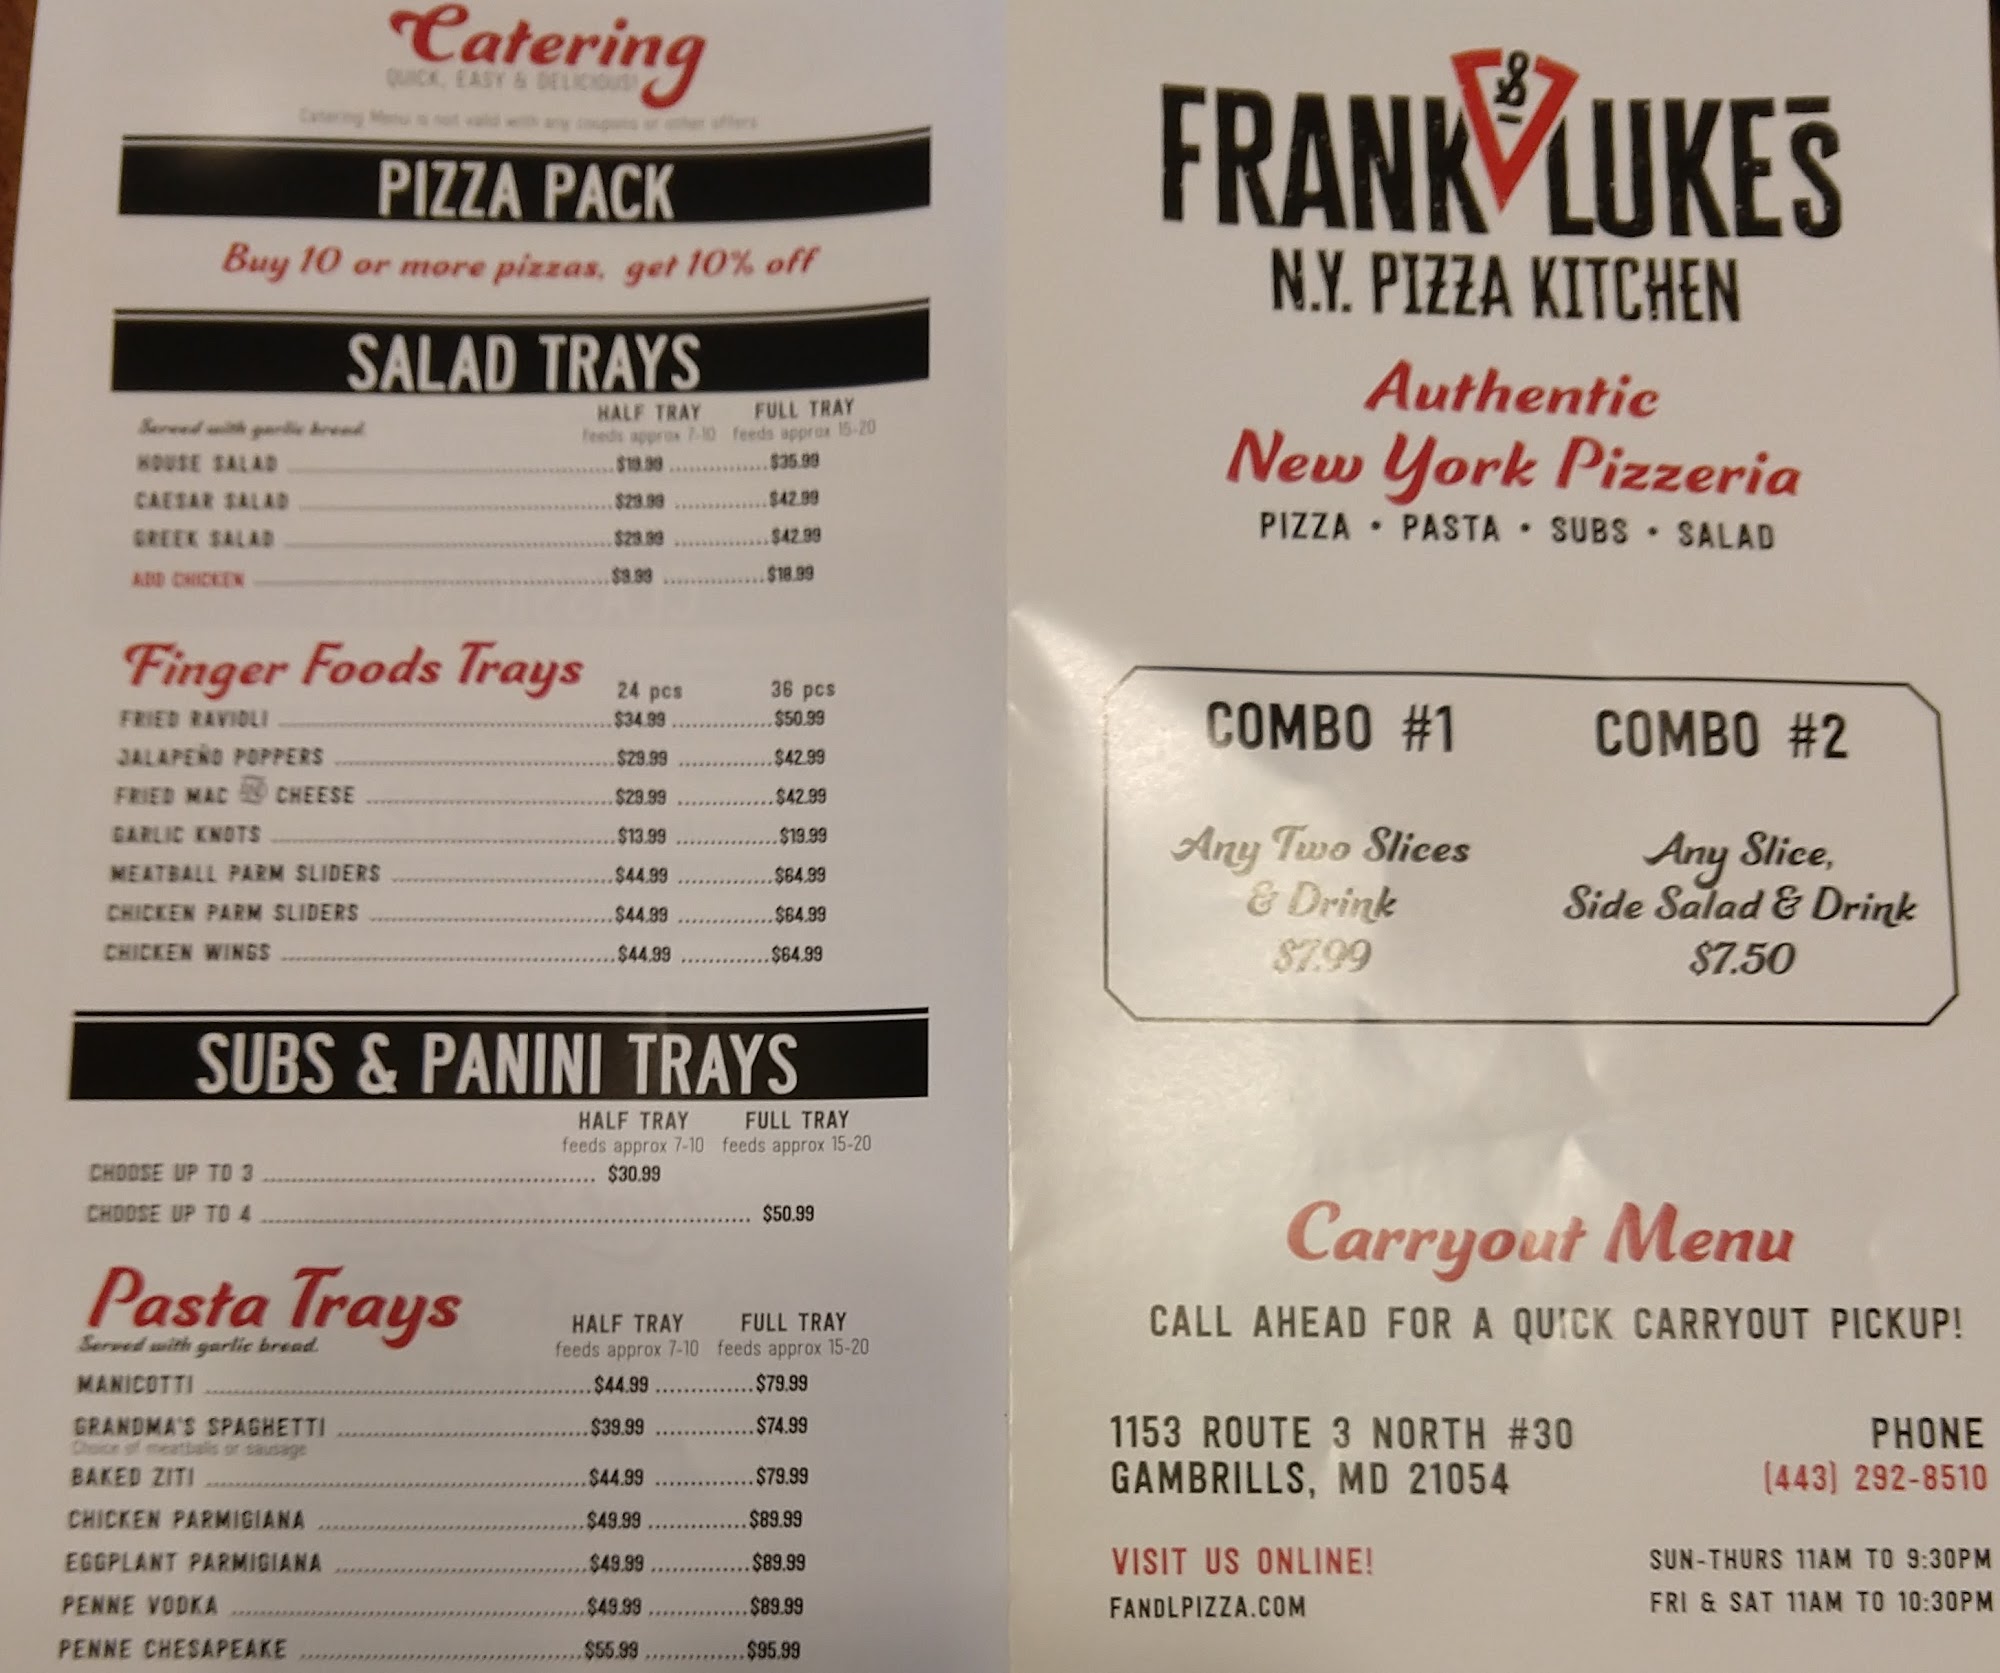 Catering
QUICK, EASY & DELICIOUS!
Catering Menu is not valid with any coupons or other offers
PIZZA PACK
Buy 10 or more pizzas, get 10% off
SALAD TRAYS
Served with garlic bread.
HALF TRAY FULL TRAY
feeds approx 7-10 feeds approx 15-20
HOUSE SALAD $19.99 $35.99
CAESAR SALAD $29.99 $42.99
GREEK SALAD $29.99 $42.99
ADD CHICKEN $9.99 $18.99
Finger Foods Trays 24 pcs 36 pcs
FRIED RAVIOLI $34.99 $50.99
JALAPEÑO POPPERS $29.99 $42.99
FRIED MAC AND CHEESE $29.99 $42.99
GARLIC KNOTS $13.99 $19.99
MEATBALL PARM SLIDERS $44.99 $64.99
CHICKEN PARM SLIDERS $44.99 $64.99
CHICKEN WINGS $44.99 $64.99
SUBS & PANINI TRAYS
HALF TRAY FULL TRAY
feeds approx 7-10 feeds approx 15-20
CHOOSE UP TO 3 $30.99
CHOOSE UP TO 4 $50.99
Pasta Trays
Served with garlic bread.
HALF TRAY FULL TRAY
feeds approx 7-10 feeds approx 15-20
MANICOTTI $44.99 $79.99
GRANDMA'S SPAGHETTI $39.99 $74.99
Choice of meatballs or sausage
BAKED ZITI $44.99 $79.99
CHICKEN PARMIGIANA $49.99 $89.99
EGGPLANT PARMIGIANA $49.99 $89.99
PENNE VODKA $49.99 $89.99
PENNE CHESAPEAKE $55.99 $95.99
FRANK & LUKE'S
N.Y. PIZZA KITCHEN
Authentic
New York Pizzeria
PIZZA • PASTA • SUBS • SALAD
COMBO #1
Any Two Slices
& Drink
$7.99
COMBO #2
Any Slice,
Side Salad & Drink
$7.50
Carryout Menu
CALL AHEAD FOR A QUICK CARRYOUT PICKUP!
1153 ROUTE 3 NORTH #30
GAMBRILLS, MD 21054
PHONE
(443) 292-8510
VISIT US ONLINE!
FANDLPIZZA.COM
SUN-THURS 11AM TO 9:30PM
FRI & SAT 11AM TO 10:30PM